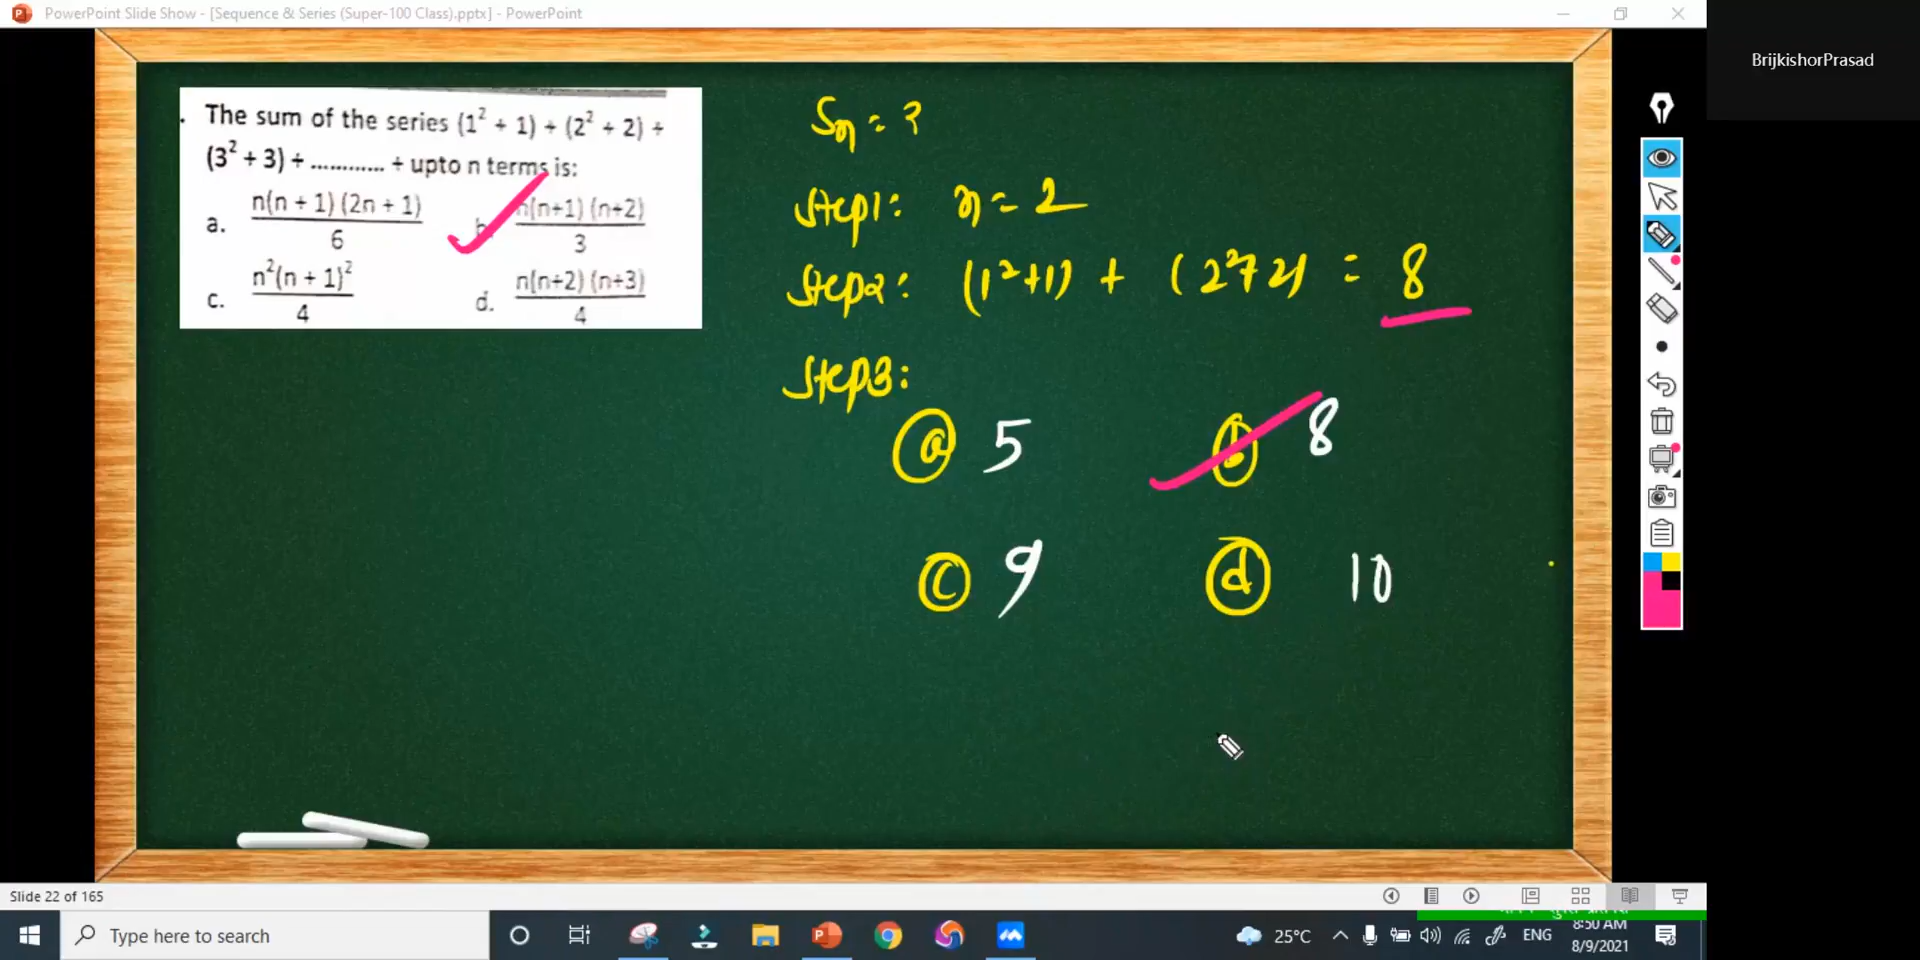 PowerPoint Slide Show - [Sequence & Series (Super-100 Class).pptx] - PowerPoint
BrijkishorPrasad
. The sum of the series (1² + 1) + (2² + 2) +
(3² + 3) + ............ + upto n terms is:
a. n(n + 1) (2n + 1) / 6
b. n(n+1) (n+2) / 3
c. n²(n + 1)² / 4
d. n(n+2) (n+3) / 4
Sn = ?
Step1: n = 2
Step2: (1²+1) + (2²+2) = 8
Step3:
a 5
b 8
c 9
d 10
Slide 22 of 165
Type here to search
25°C
ENG
8:50 AM
8/9/2021